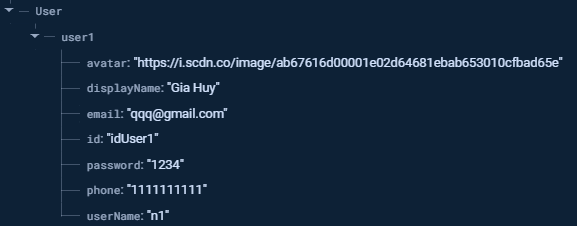 User
user1
avatar: "https://i.scdn.co/image/ab67616d00001e02d64681ebab653010cfbad65e"
displayName: "Gia Huy"
email: "qqq@gmail.com"
id: "idUser1"
password: "1234"
phone: "1111111111"
userName: "n1"